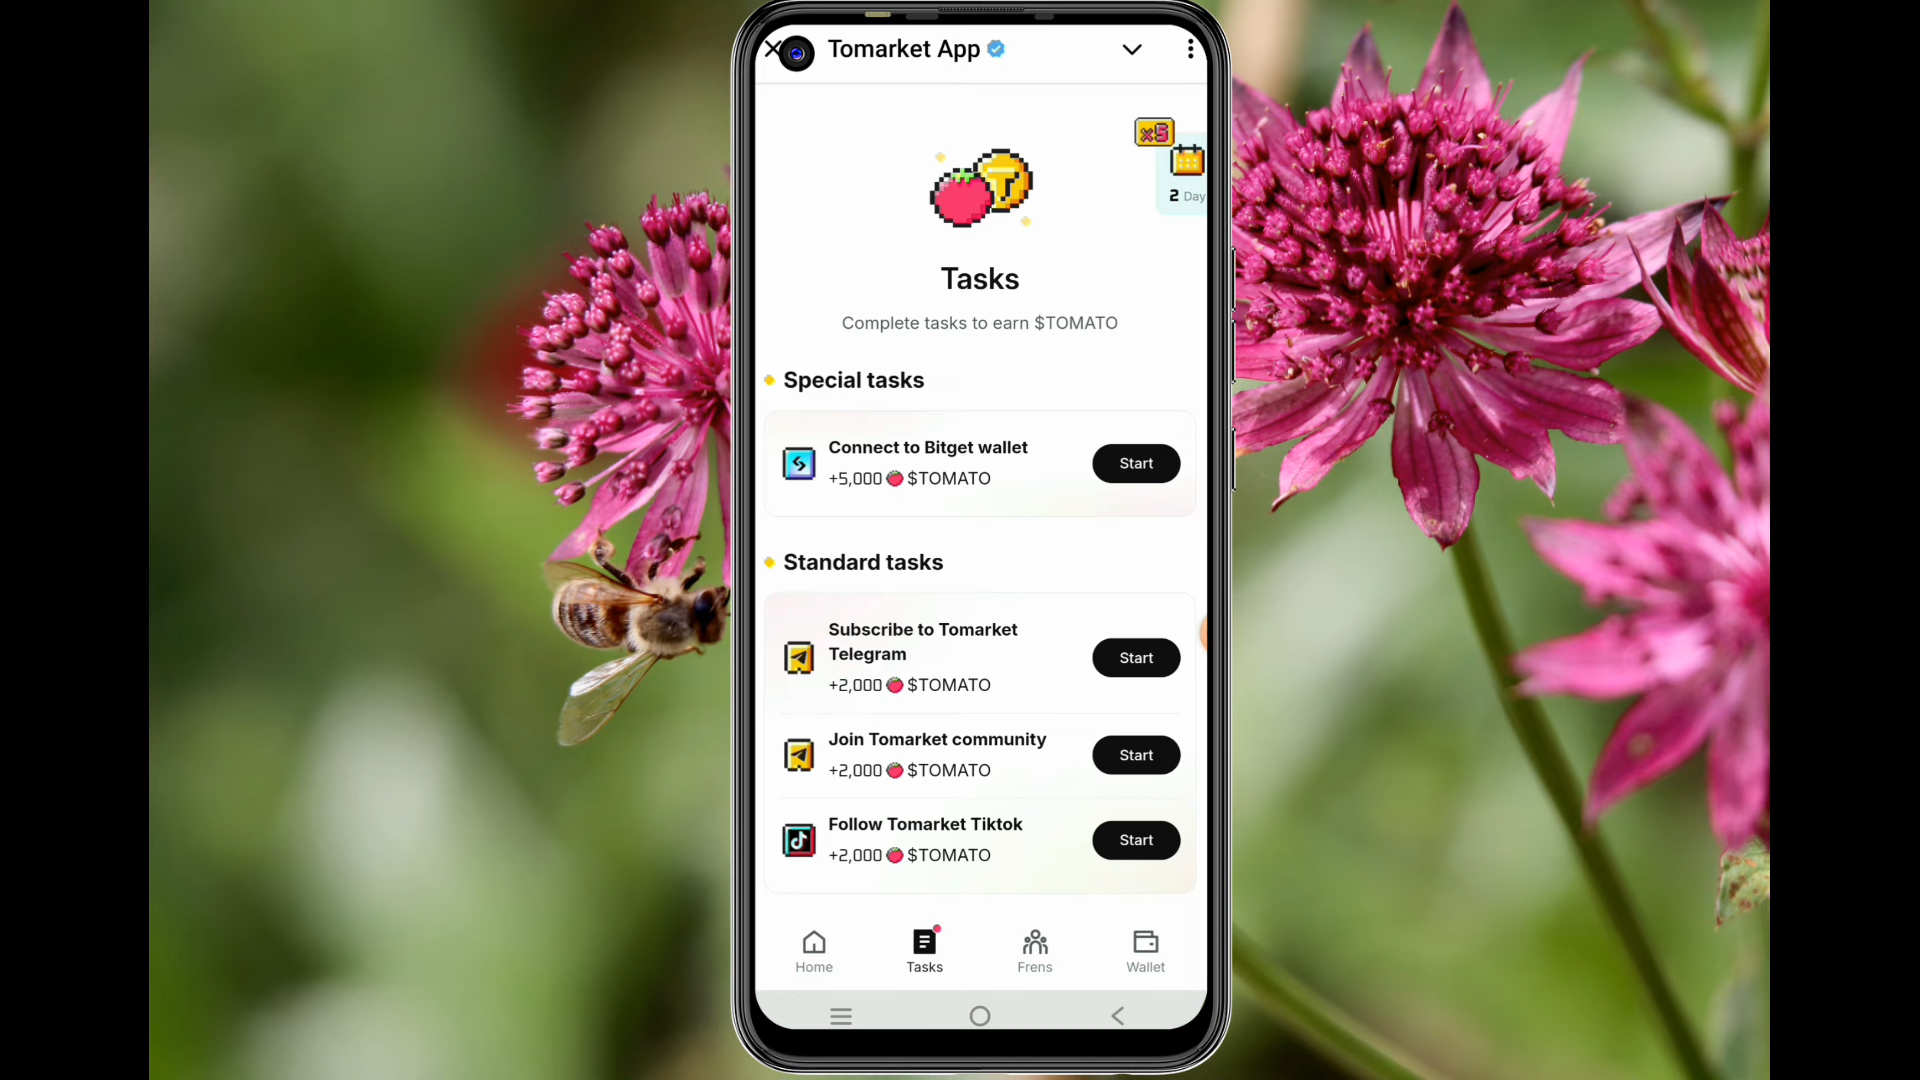 Tomarket App
x5
2 Day
Tasks
Complete tasks to earn $TOMATO
Special tasks
Connect to Bitget wallet
+5,000 $TOMATO
Start
Standard tasks
Subscribe to Tomarket
Telegram
+2,000 $TOMATO
Start
Join Tomarket community
+2,000 $TOMATO
Start
Follow Tomarket Tiktok
+2,000 $TOMATO
Start
Home
Tasks
Frens
Wallet